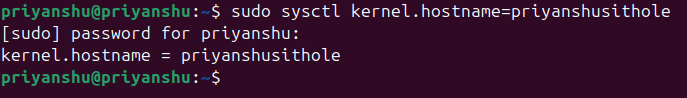 priyanshu@priyanshu:~$ sudo sysctl kernel.hostname=priyanshusithole
[sudo] password for priyanshu:
kernel.hostname = priyanshusithole
priyanshu@priyanshu:~$